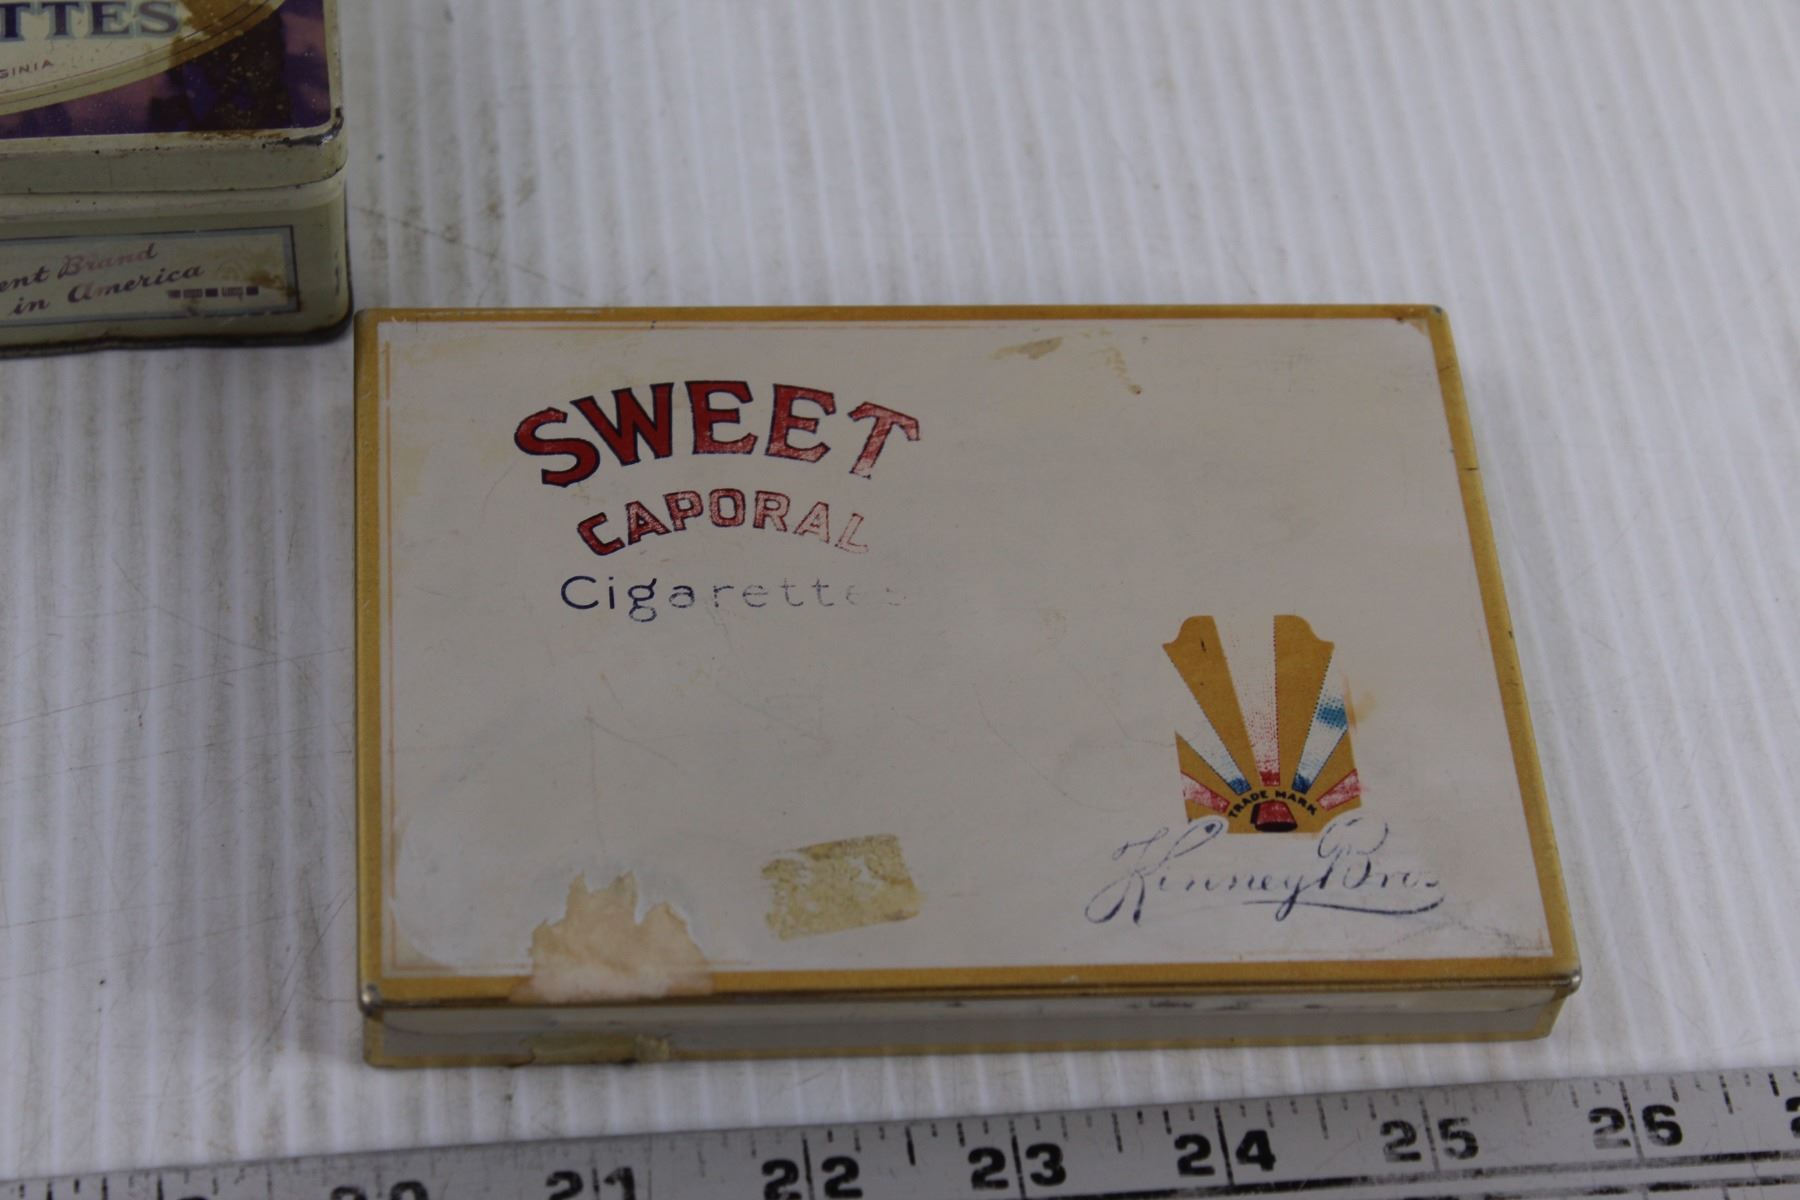 TTES
GINIA
ent Brand
in America
SWEET
CAPORAL
Cigarettes
TRADE MARK
Kinney Bros
20 21 22 23 24 25 26